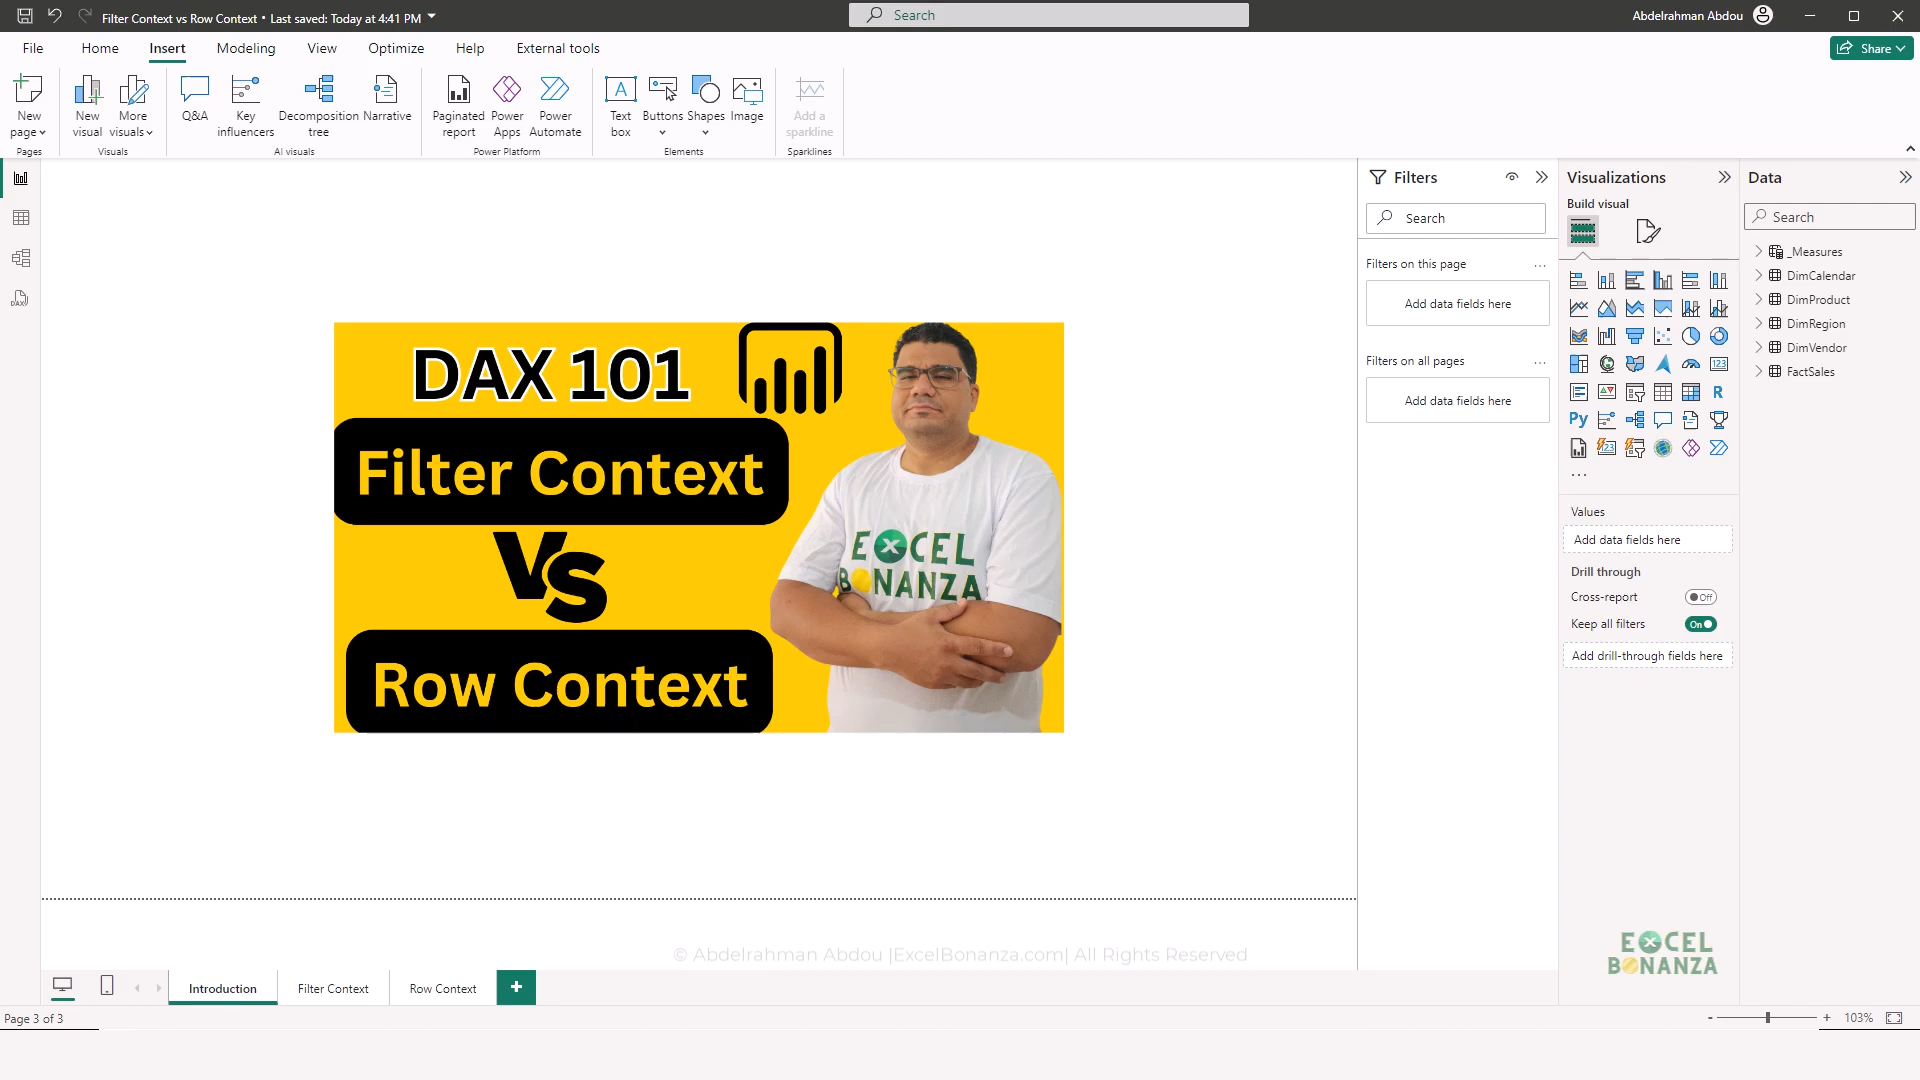 Filter Context vs Row Context • Last saved: Today at 4:41 PM
Search
Abdelrahman Abdou
File
Home
Insert
Modeling
View
Optimize
Help
External tools
Share
New page
New visual
More visuals
Q&A
Key influencers
Decomposition tree
Narrative
Paginated report
Power Apps
Power Automate
Text box
Buttons
Shapes
Image
Add a sparkline
Pages
Visuals
AI visuals
Power Platform
Elements
Sparklines
DAX 101
Filter Context
VS
Row Context
EXCEL
BONANZA
Filters
Search
Filters on this page
...
Add data fields here
Filters on all pages
...
Add data fields here
Visualizations
Build visual
123
R
Py
123
...
Values
Add data fields here
Drill through
Cross-report
Off
Keep all filters
On
Add drill-through fields here
Data
Search
_Measures
DimCalendar
DimProduct
DimRegion
DimVendor
FactSales
DAX
EXCEL
BONANZA
© Abdelrahman Abdou |ExcelBonanza.com| All Rights Reserved
Introduction
Filter Context
Row Context
+
Page 3 of 3
- + 103%